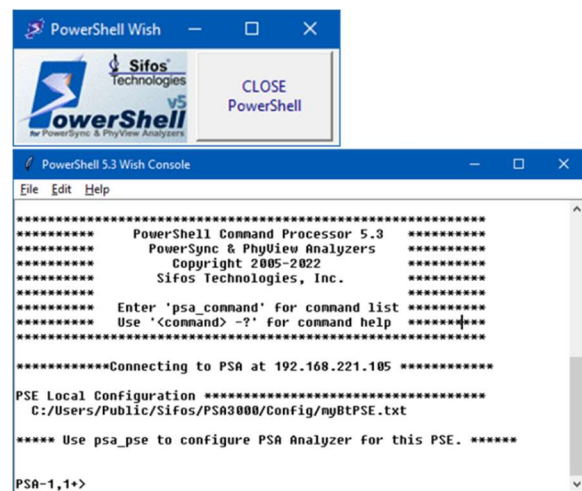 PowerShell Wish
Sifos
Technologies
v5
PowerShell
for PowerSync & PhyView Analyzers
CLOSE
PowerShell
PowerShell 5.3 Wish Console
File Edit Help
************************************************************
********** PowerShell Command Processor 5.3 **********
********** PowerSync & PhyView Analyzers **********
********** Copyright 2005-2022 **********
********** Sifos Technologies, Inc. **********
********** **********
********** Enter 'psa_command' for command list **********
********** Use '<command> -?' for command help **********
************************************************************
************Connecting to PSA at 192.168.221.105 ************
PSE Local Configuration ************************************
C:/Users/Public/Sifos/PSA3000/Config/myBtPSE.txt
***** Use psa_pse to configure PSA Analyzer for this PSE. ******
PSA-1,1+>